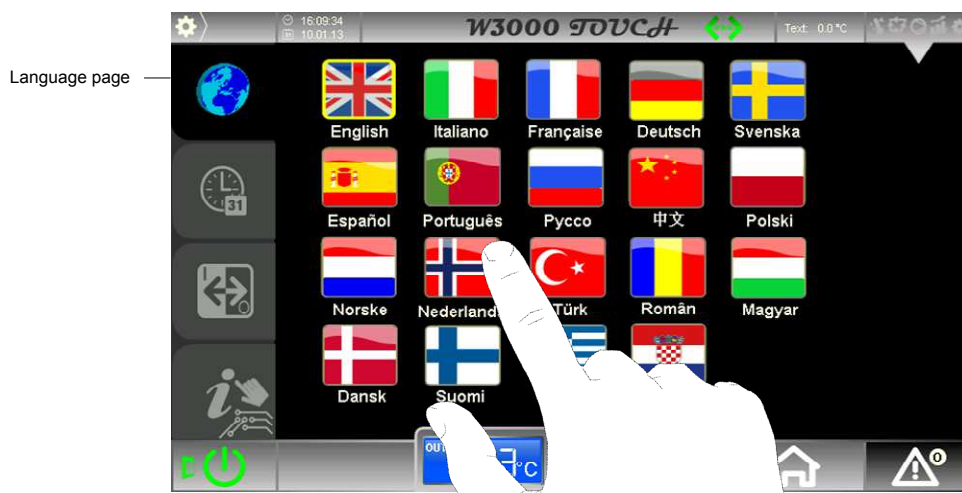 16:09:34
10.01.13
W3000 TOUCH
Text: 0.0°C
Language page
31
English Italiano Française Deutsch Svenska
Español Português Pycco 中文 Polski
I
O
Norske Türk Român Magyar
Dansk Suomi
°C
0